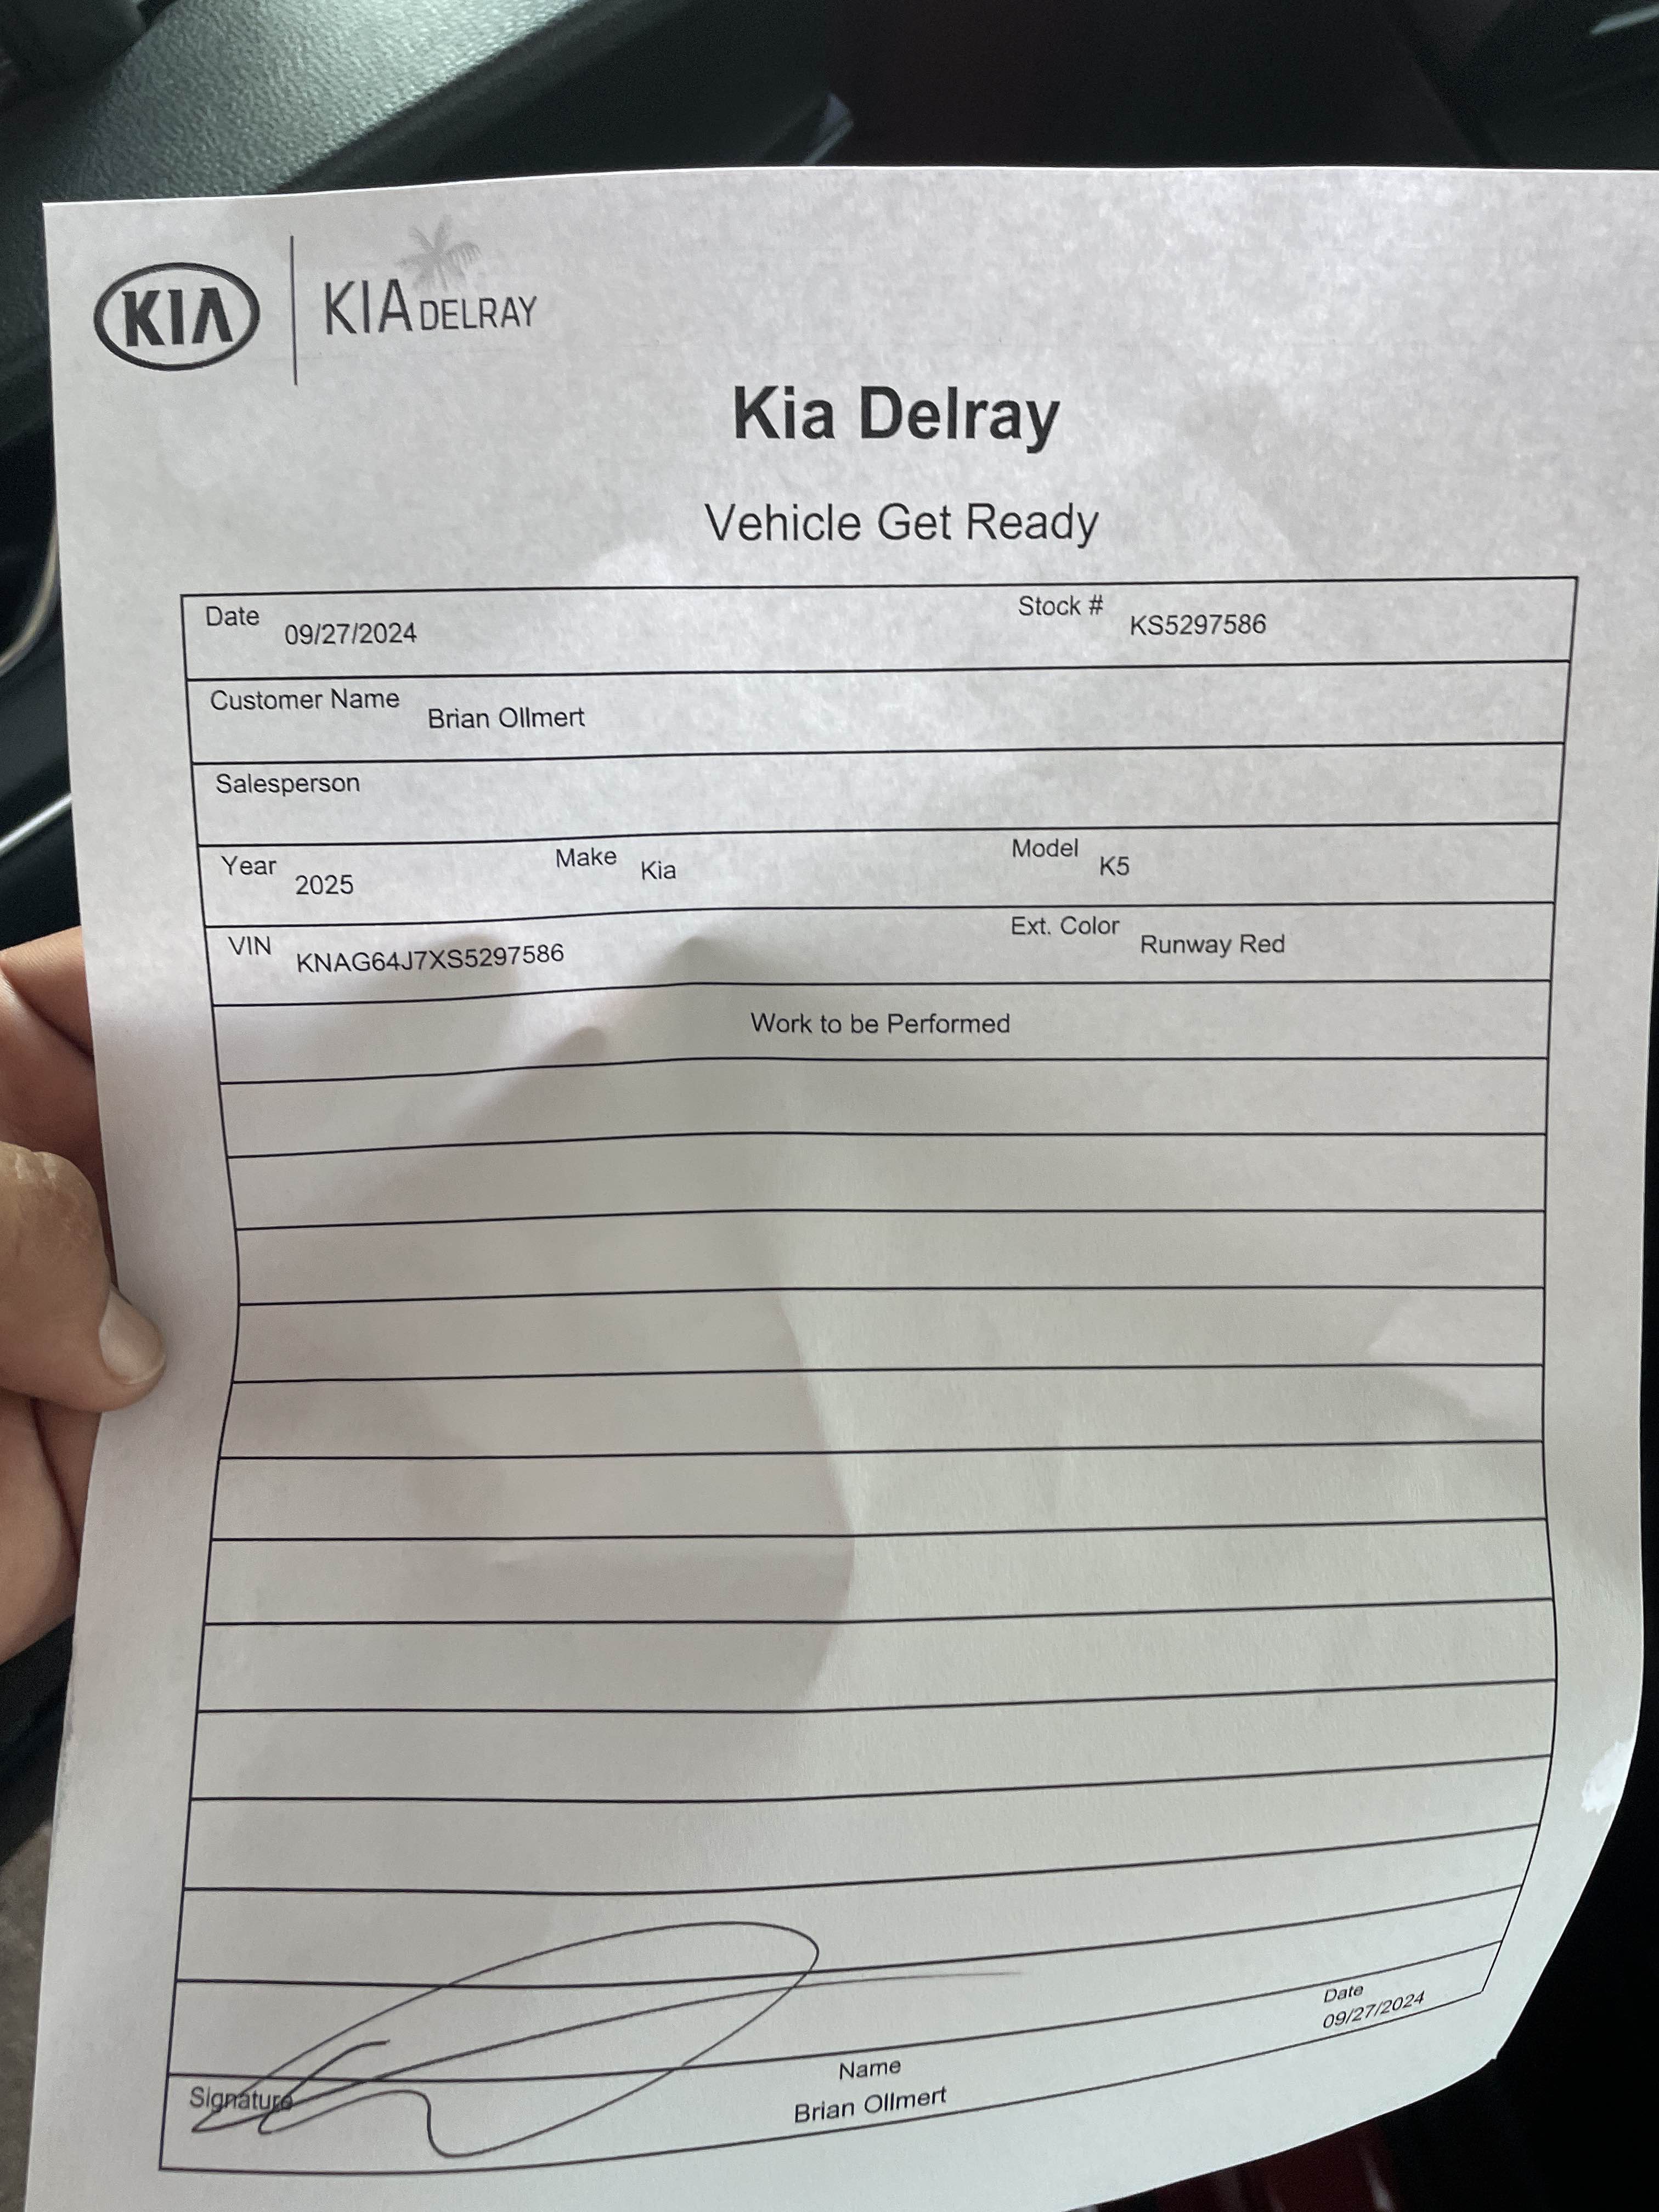 KIA KIA DELRAY
Kia Delray
Vehicle Get Ready
Date 09/27/2024 Stock # KS5297586
Customer Name Brian Ollmert
Salesperson
Year 2025 Make Kia Model K5
VIN KNAG64J7XS5297586 Ext. Color Runway Red
Work to be Performed
Signature Name Date
Brian Ollmert 09/27/2024